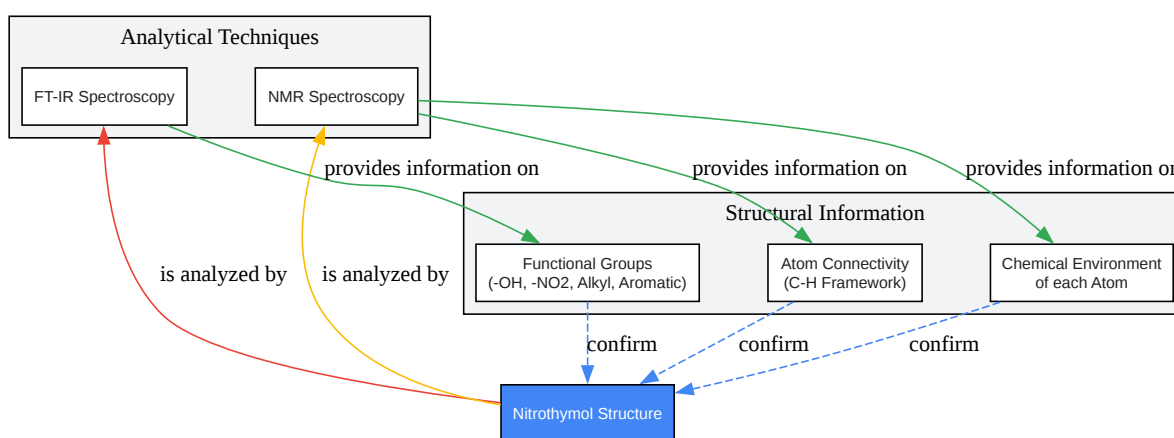 Analytical Techniques
FT-IR Spectroscopy
NMR Spectroscopy
provides information on
provides information on
provides information on
Structural Information
Functional Groups
(-OH, -NO2, Alkyl, Aromatic)
Atom Connectivity
(C-H Framework)
Chemical Environment
of each Atom
is analyzed by
is analyzed by
confirm
confirm
confirm
Nitrothymol Structure